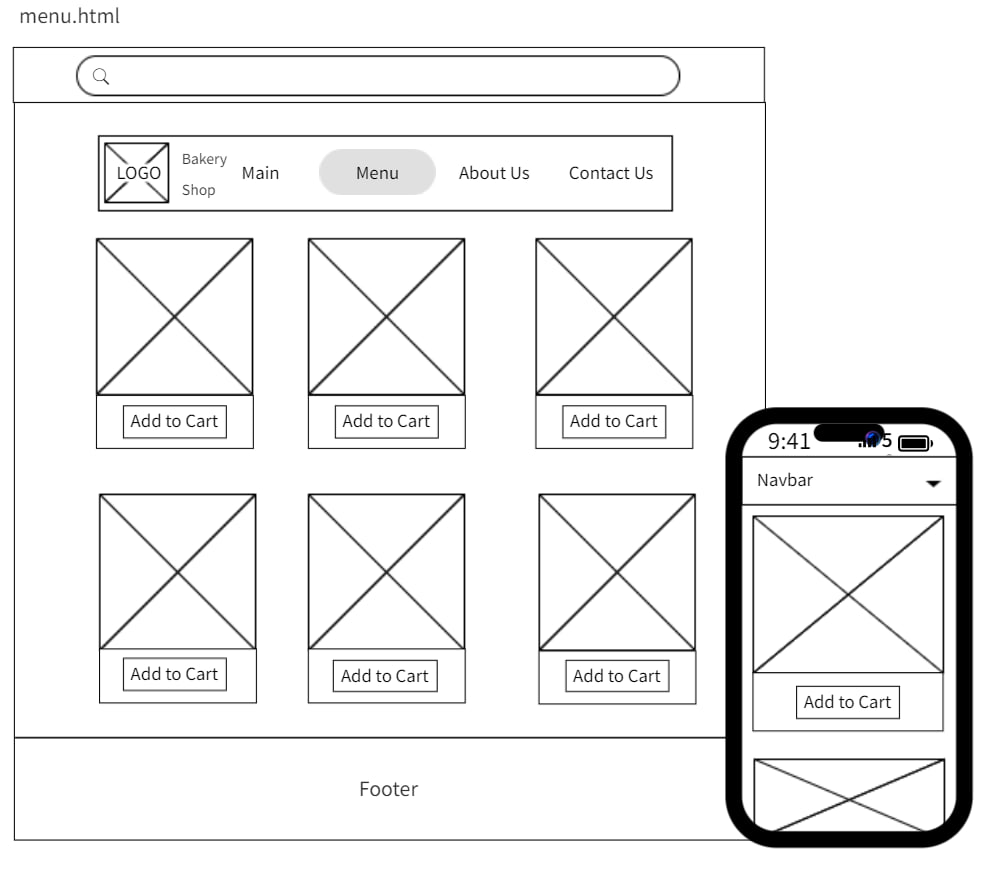 menu.html
LOGO
Bakery
Shop
Main
Menu
About Us
Contact Us
Add to Cart
Add to Cart
Add to Cart
Add to Cart
Add to Cart
Add to Cart
Footer
9:41
Navbar
Add to Cart